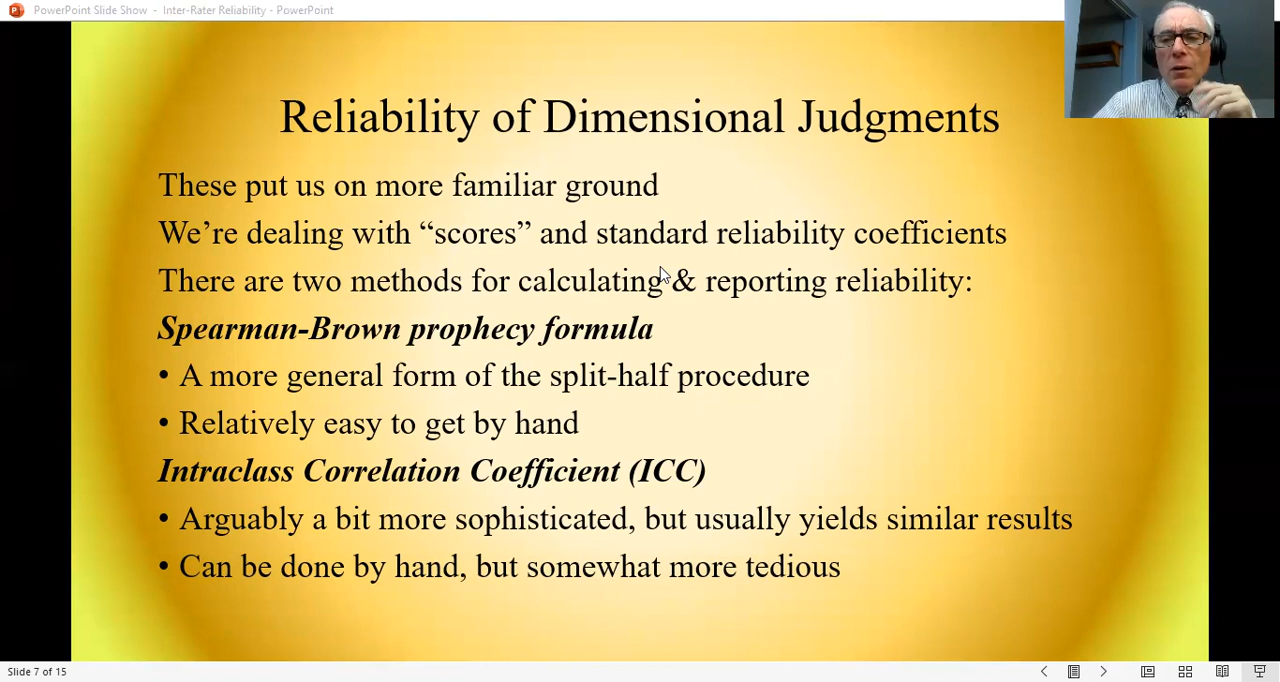 PowerPoint Slide Show - Inter-Rater Reliability - PowerPoint
Reliability of Dimensional Judgments
These put us on more familiar ground
We’re dealing with “scores” and standard reliability coefficients
There are two methods for calculating & reporting reliability:
Spearman-Brown prophecy formula
• A more general form of the split-half procedure
• Relatively easy to get by hand
Intraclass Correlation Coefficient (ICC)
• Arguably a bit more sophisticated, but usually yields similar results
• Can be done by hand, but somewhat more tedious
Slide 7 of 15